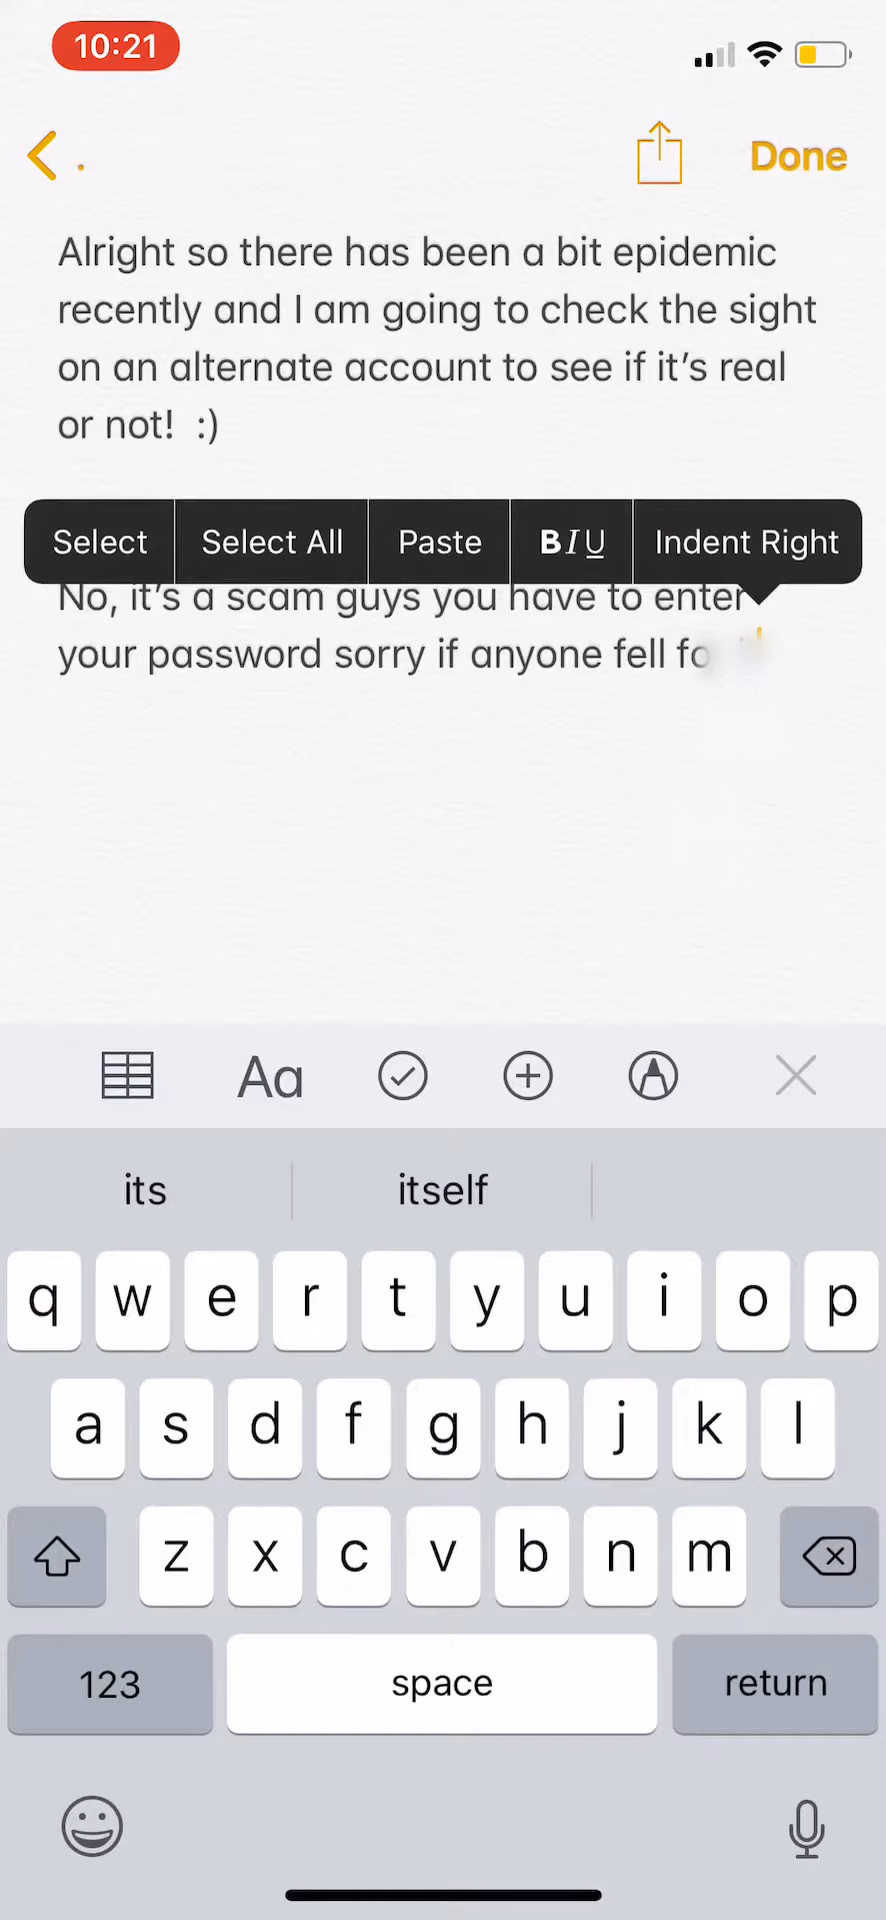 10:21
.
Done
Alright so there has been a bit epidemic
recently and I am going to check the sight
on an alternate account to see if it’s real
or not!  :)
Select Select All Paste BIU Indent Right
No, it’s a scam guys you have to enter
your password sorry if anyone fell
Aa
its itself
q w e r t y u i o p
a s d f g h j k l
z x c v b n m
123 space return